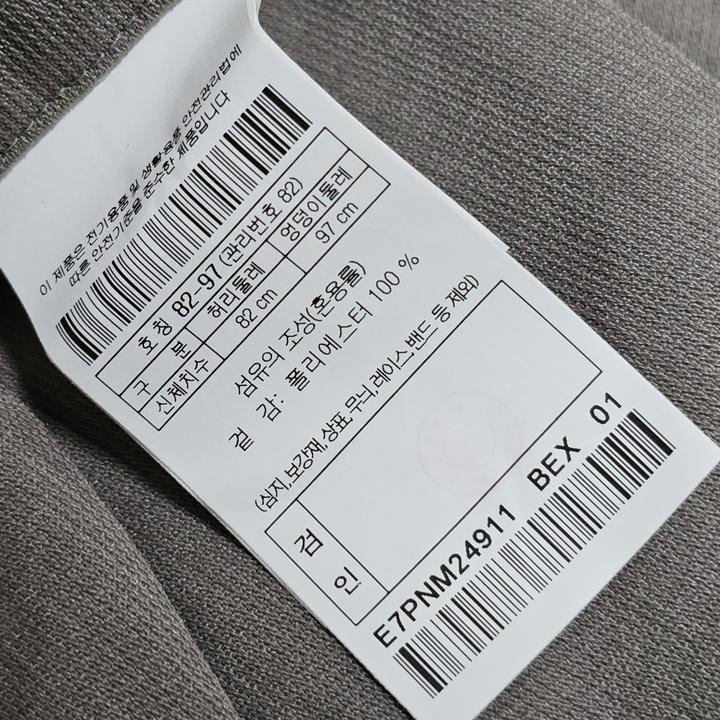 이 제품은 전기용품 및 생활용품 안전관리법에
따른 안전기준을 준수한 제품입니다
호칭 82-97 (관리번호 82)
구 분 허리둘레 엉덩이둘레
신체치수 82 cm 97 cm
섬유의 조성(혼용률)
겉 감: 폴리에스터 100 %
(심지,보강재,상표,무늬,레이스,밴드 등 제외)
검
인
E7PNM24911 BEX 01